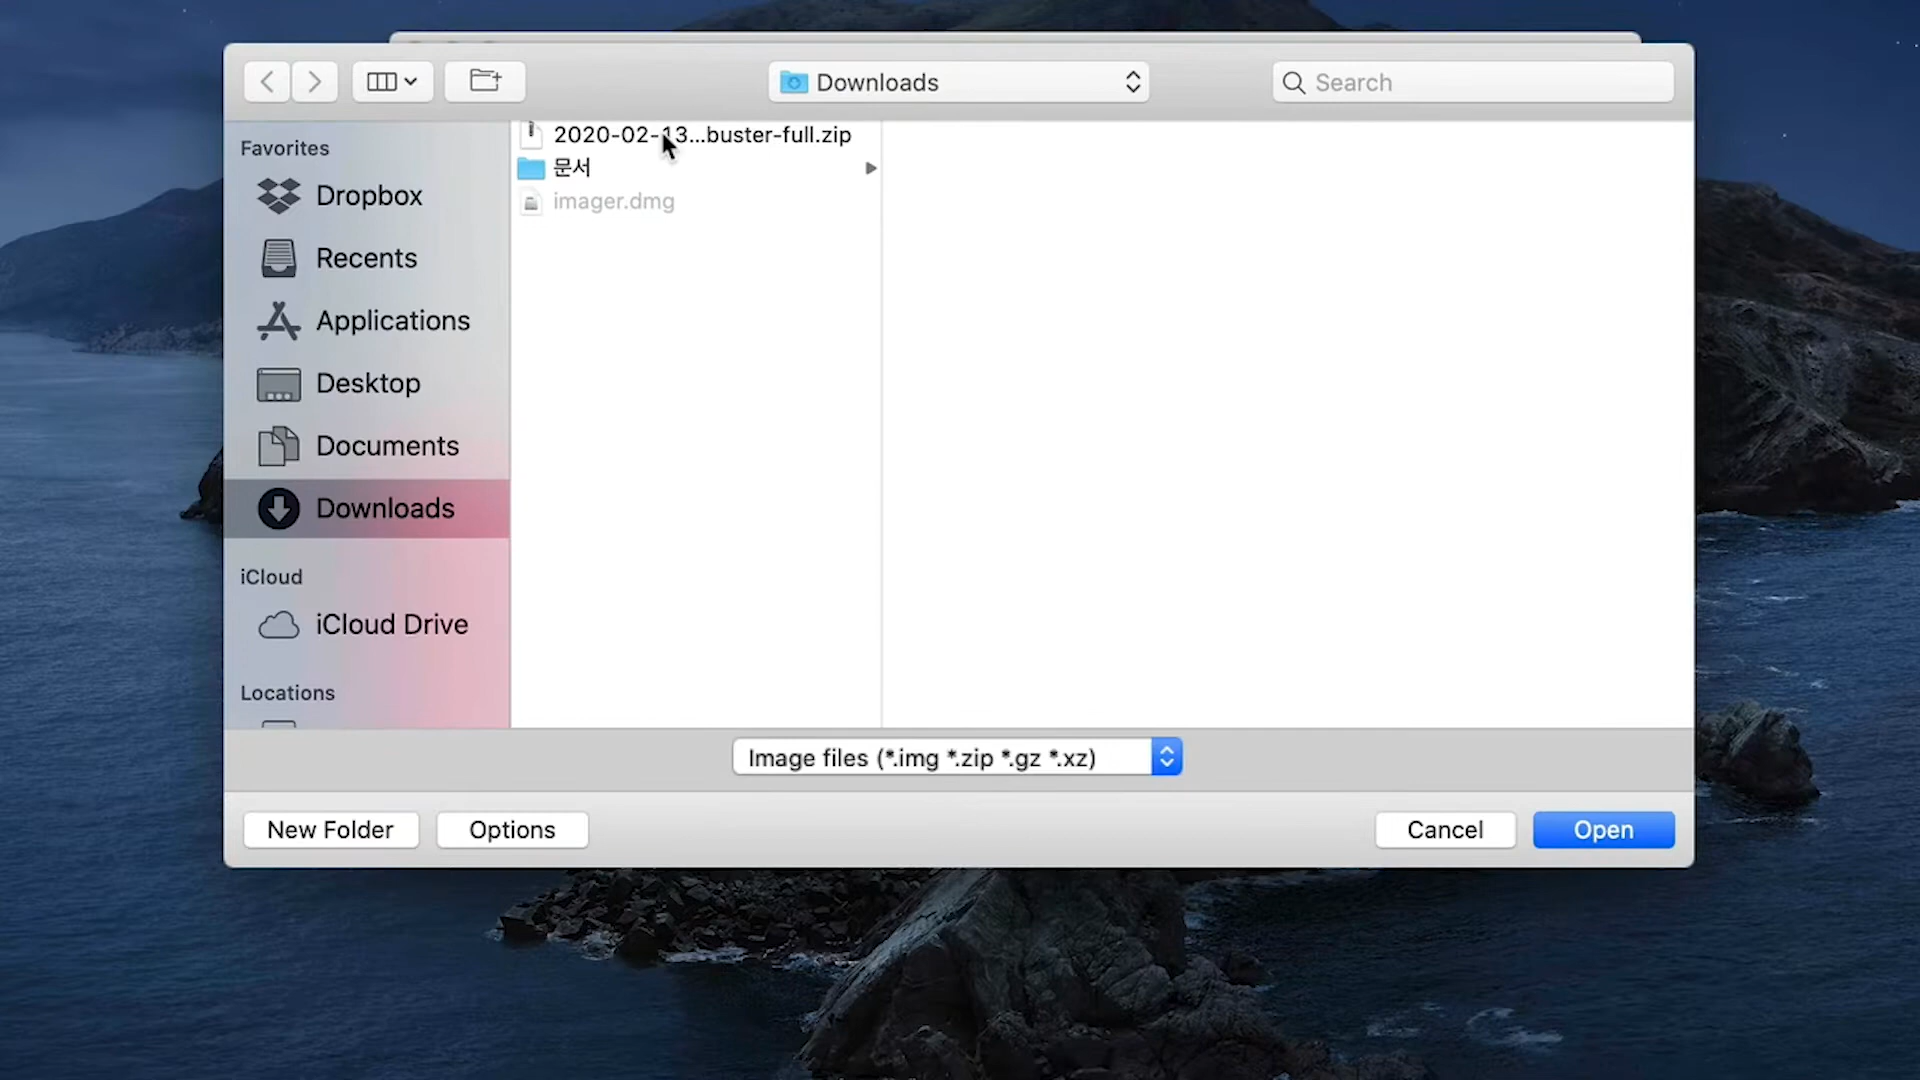 Downloads
Search
Favorites
Dropbox
Recents
Applications
Desktop
Documents
Downloads
iCloud
iCloud Drive
Locations
2020-02-13...buster-full.zip
문서
imager.dmg
Image files (*.img *.zip *.gz *.xz)
New Folder
Options
Cancel
Open